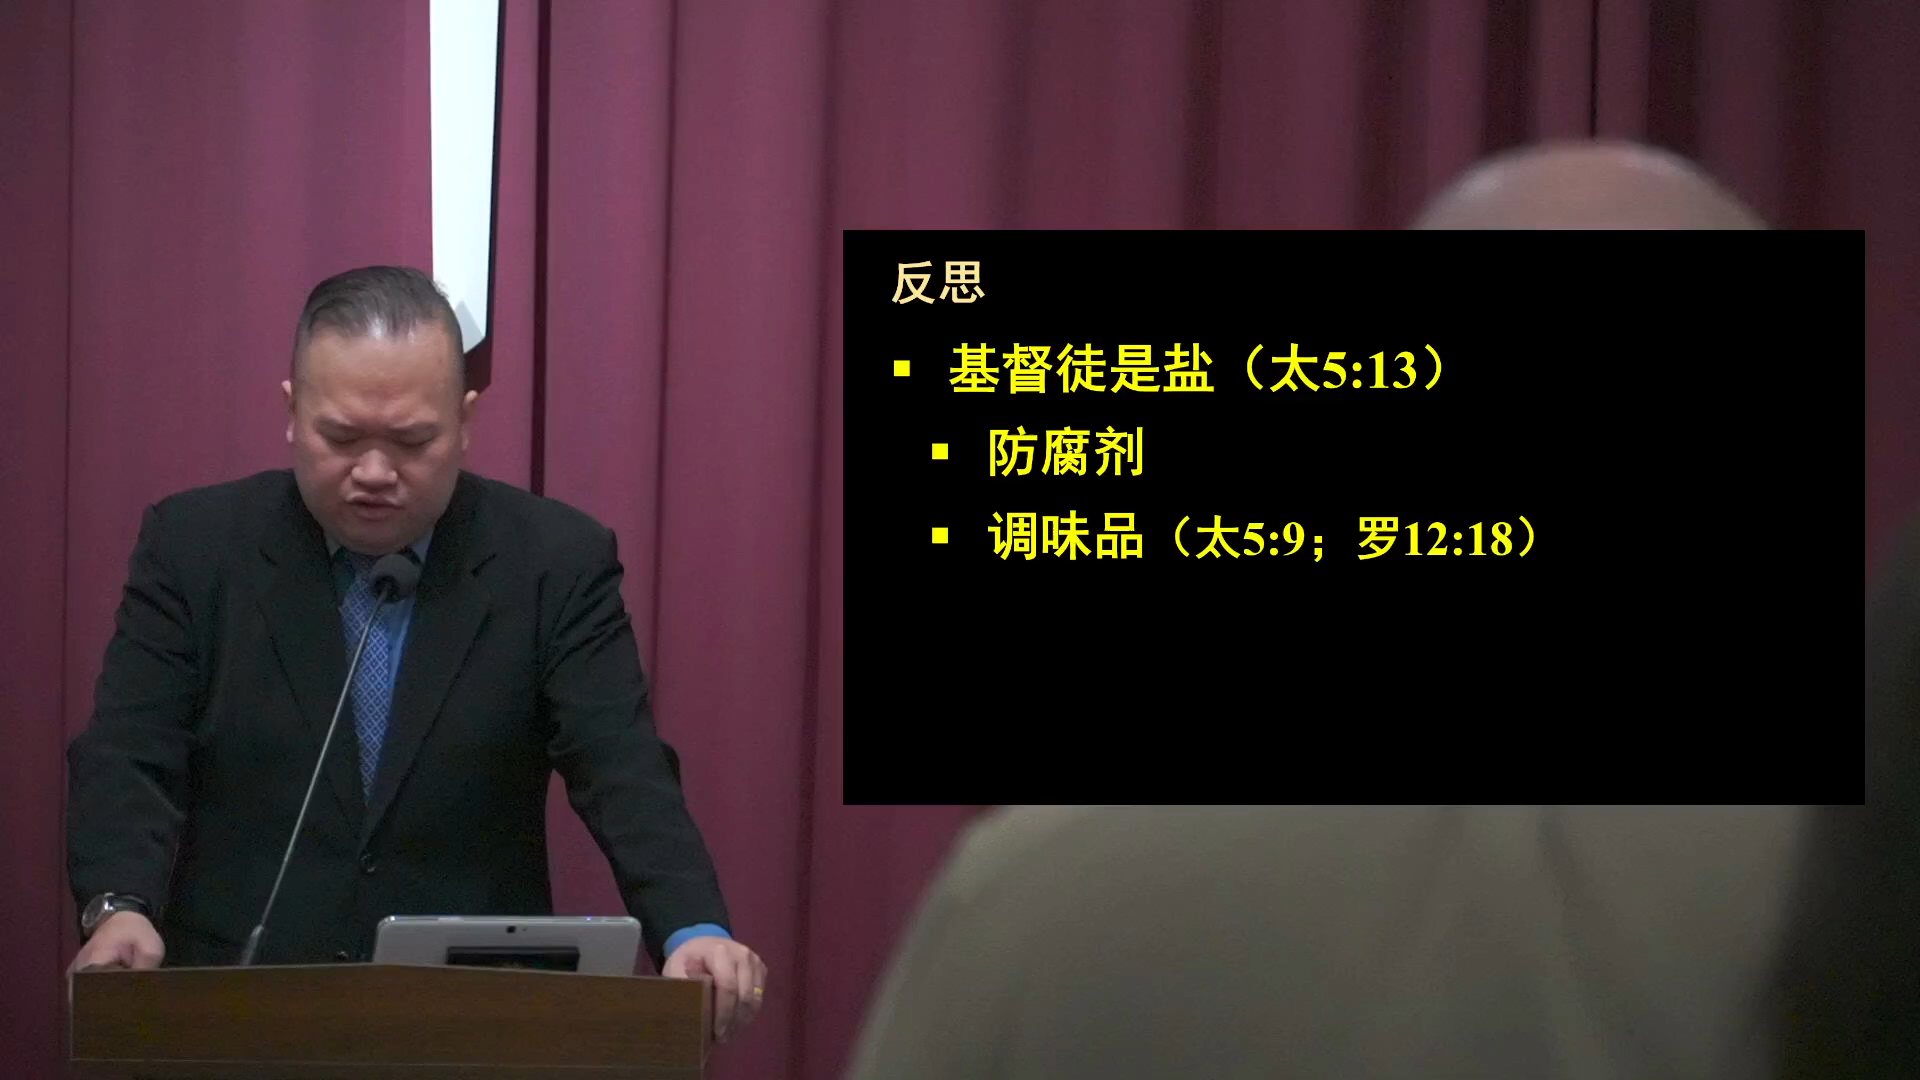 反思
▪ 基督徒是盐（太5:13）
▪ 防腐剂
▪ 调味品（太5:9；罗12:18）